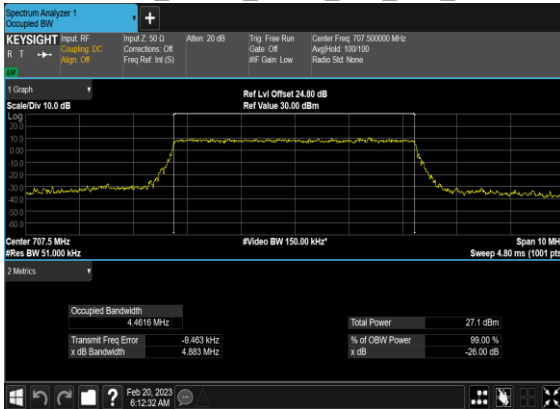 Spectrum Analyzer 1
Occupied BW
+
KEYSIGHT
R T
LXI
Input: RF
Coupling: DC
Align: Off
Input Z: 50 Ω
Corrections: Off
Freq Ref: Int (S)
Atten: 20 dB
Trig: Free Run
Gate: Off
#IF Gain: Low
Center Freq: 707.500000 MHz
Avg|Hold: 100/100
Radio Std: None
1 Graph
Scale/Div 10.0 dB
Ref Lvl Offset 24.80 dB
Ref Value 30.00 dBm
Log
20.0
10.0
0.00
-10.0
-20.0
-30.0
-40.0
-50.0
-60.0
Center 707.5 MHz
#Res BW 51.000 kHz
#Video BW 150.00 kHz*
Span 10 MH
Sweep 4.80 ms (1001 pts
2 Metrics
Occupied Bandwidth
4.4616 MHz
Transmit Freq Error -9.463 kHz
x dB Bandwidth 4.883 MHz
Total Power 27.1 dBm
% of OBW Power 99.00 %
x dB -26.00 dB
?
Feb 20, 2023
6:12:32 AM